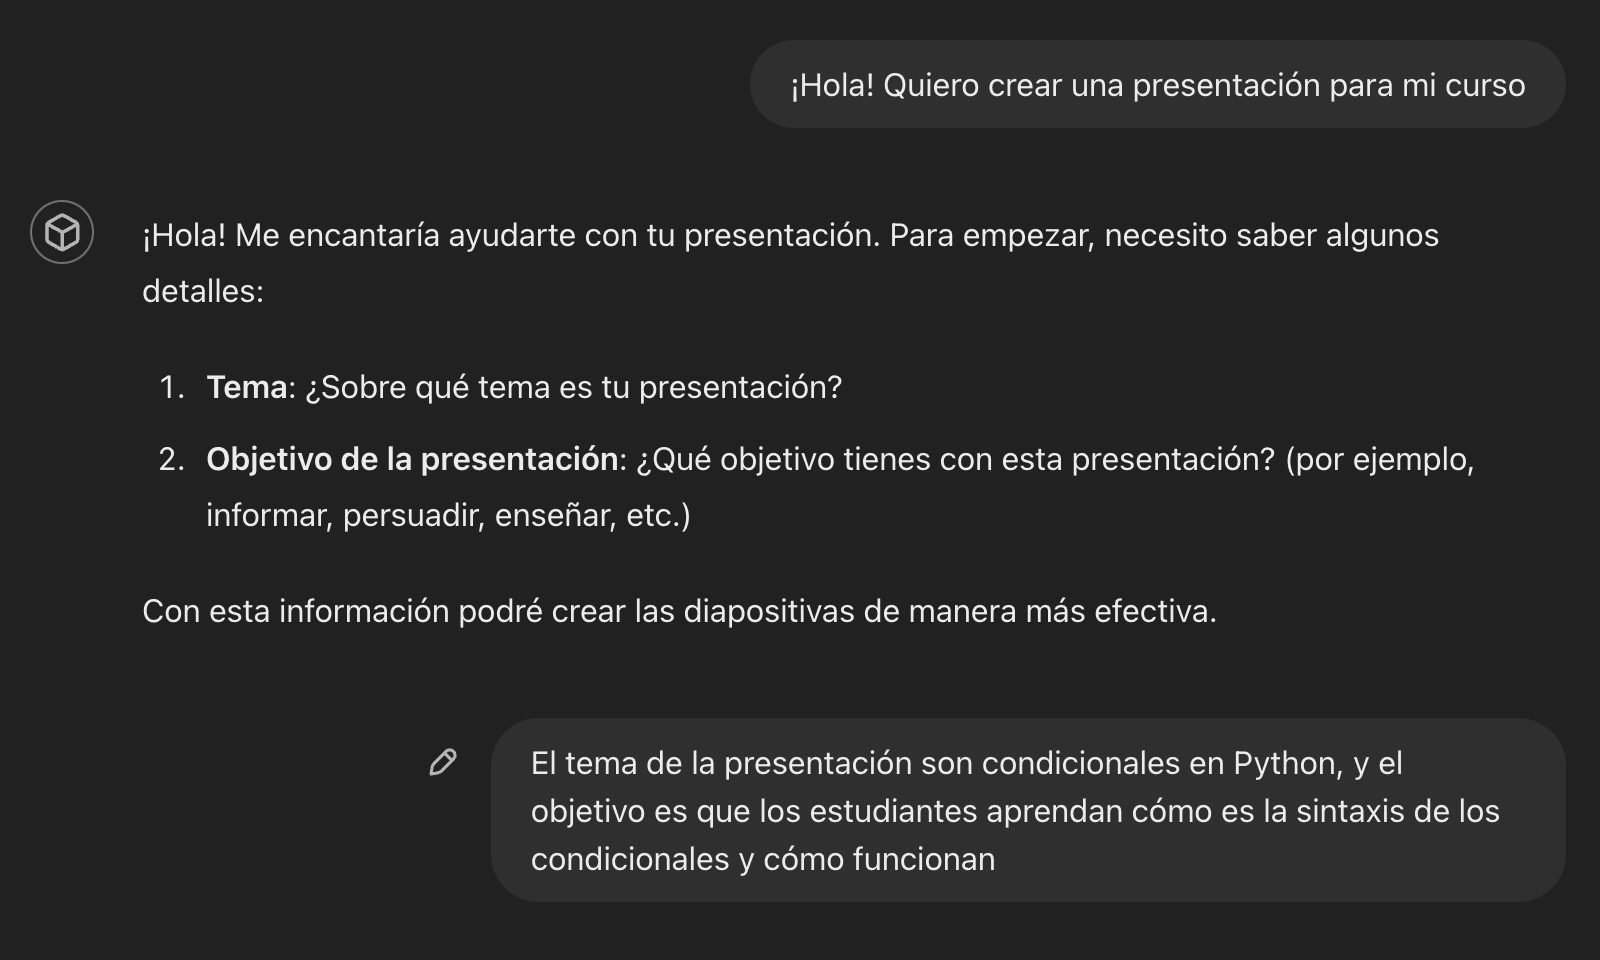 ¡Hola! Quiero crear una presentación para mi curso
¡Hola! Me encantaría ayudarte con tu presentación. Para empezar, necesito saber algunos
detalles:
1. Tema: ¿Sobre qué tema es tu presentación?
2. Objetivo de la presentación: ¿Qué objetivo tienes con esta presentación? (por ejemplo,
informar, persuadir, enseñar, etc.)
Con esta información podré crear las diapositivas de manera más efectiva.
El tema de la presentación son condicionales en Python, y el
objetivo es que los estudiantes aprendan cómo es la sintaxis de los
condicionales y cómo funcionan